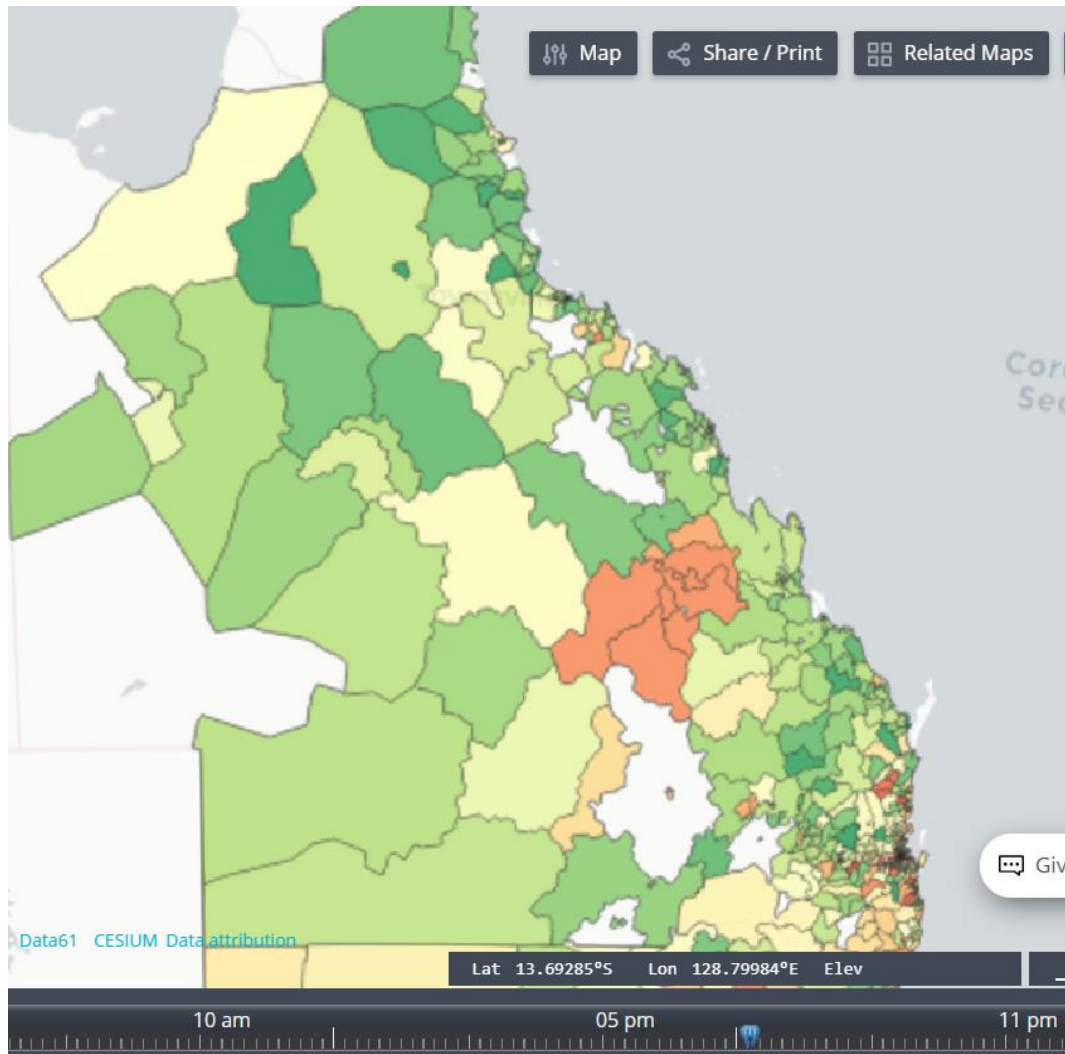 Map
Share / Print
Related Maps
Data61 CESIUM Data attribution
Lat 13.69285°S Lon 128.79984°E Elev
10 am
05 pm
11 pm